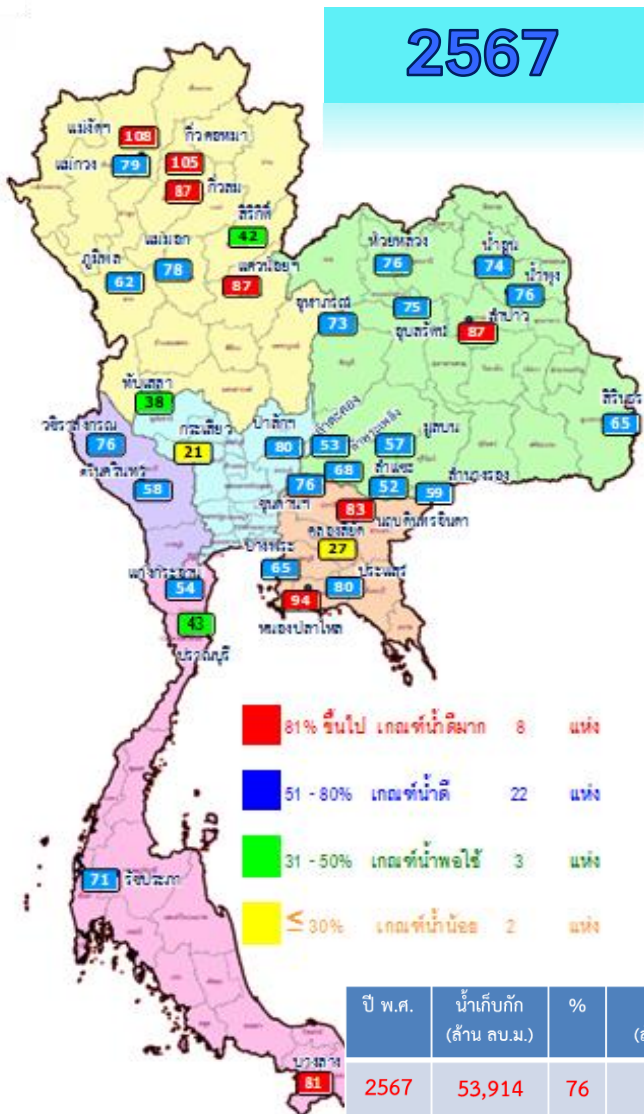 2567
แม่งัดฯ
108
กิ่วคอหมา
105
แม่กวง
79
87
กิ่วลม
สิริกิติ์
42
ภูมิพล
62
แม่มอก
78
แควน้อยฯ
87
ห้วยหลวง
76
น้ำอูน
74
น้ำพุง
76
จุฬาภรณ์
73
75
อุบลรัตน์
ลำปาว
87
สิรินธร
65
ทับเสลา
38
วชิราลงกรณ
76
กระเสียว
21
ป่าสักฯ
80
ลำตะคอง
53
ลำพระเพลิง
68
มูลบน
57
ลำแชะ
52
ลำนางรอง
59
ศรีนครินทร์
58
ขุนด่านฯ
76
83
นฤบดินทรจินดา
คลองสียัด
27
บางพระ
65
ประแสร์
80
94
หนองปลาไหล
แก่งกระจาน
54
43
ปราณบุรี
81% ขึ้นไป เกณฑ์น้ำดีมาก 8 แห่ง
51 - 80% เกณฑ์น้ำดี 22 แห่ง
31 - 50% เกณฑ์น้ำพอใช้ 3 แห่ง
≤ 30% เกณฑ์น้ำน้อย 2 แห่ง
71 รัชประภา
บางลาง
81
ปี พ.ศ. น้ำเก็บกัก %
(ล้าน ลบ.ม.)
2567 53,914 76